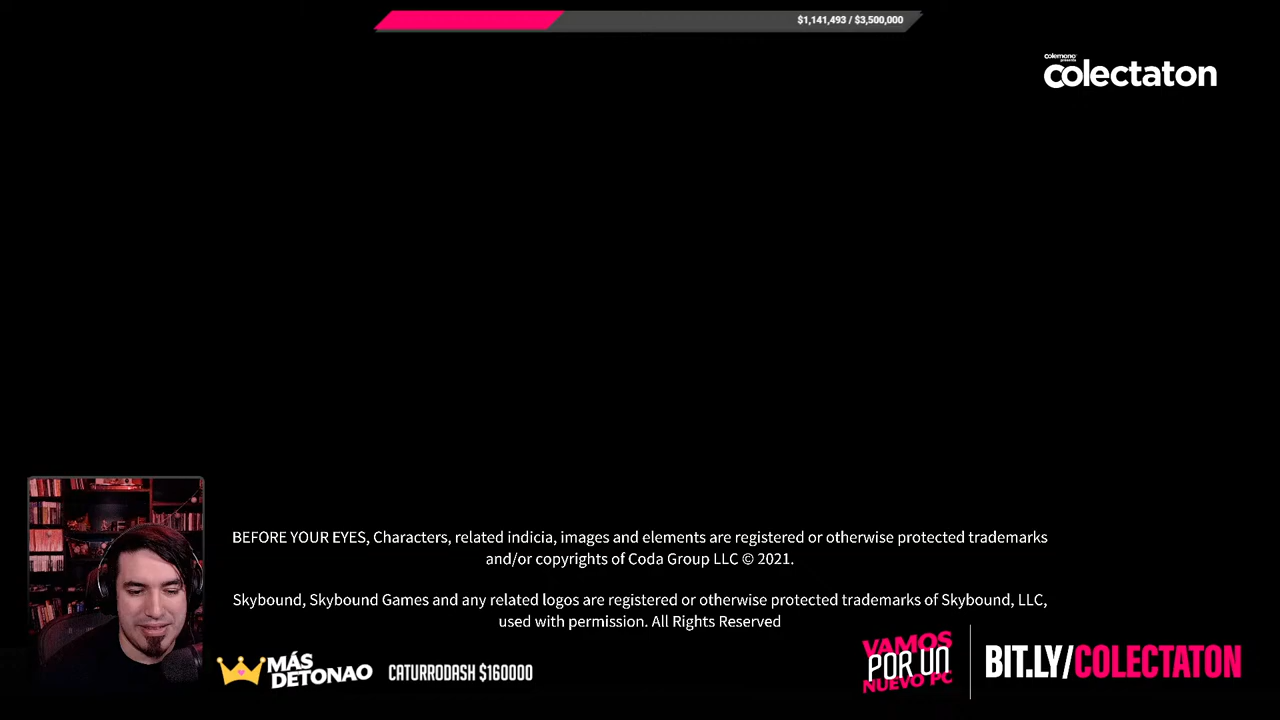 $1,141,493 / $3,500,000
colemono
presents
colectaton
BEFORE YOUR EYES, Characters, related indicia, images and elements are registered or otherwise protected trademarks
and/or copyrights of Coda Group LLC © 2021.
Skybound, Skybound Games and any related logos are registered or otherwise protected trademarks of Skybound, LLC,
used with permission. All Rights Reserved
MÁS
DETONAO
CATURRODASH $160000
VAMOS
POR UN
NUEVO PC
BIT.LY/COLECTATON